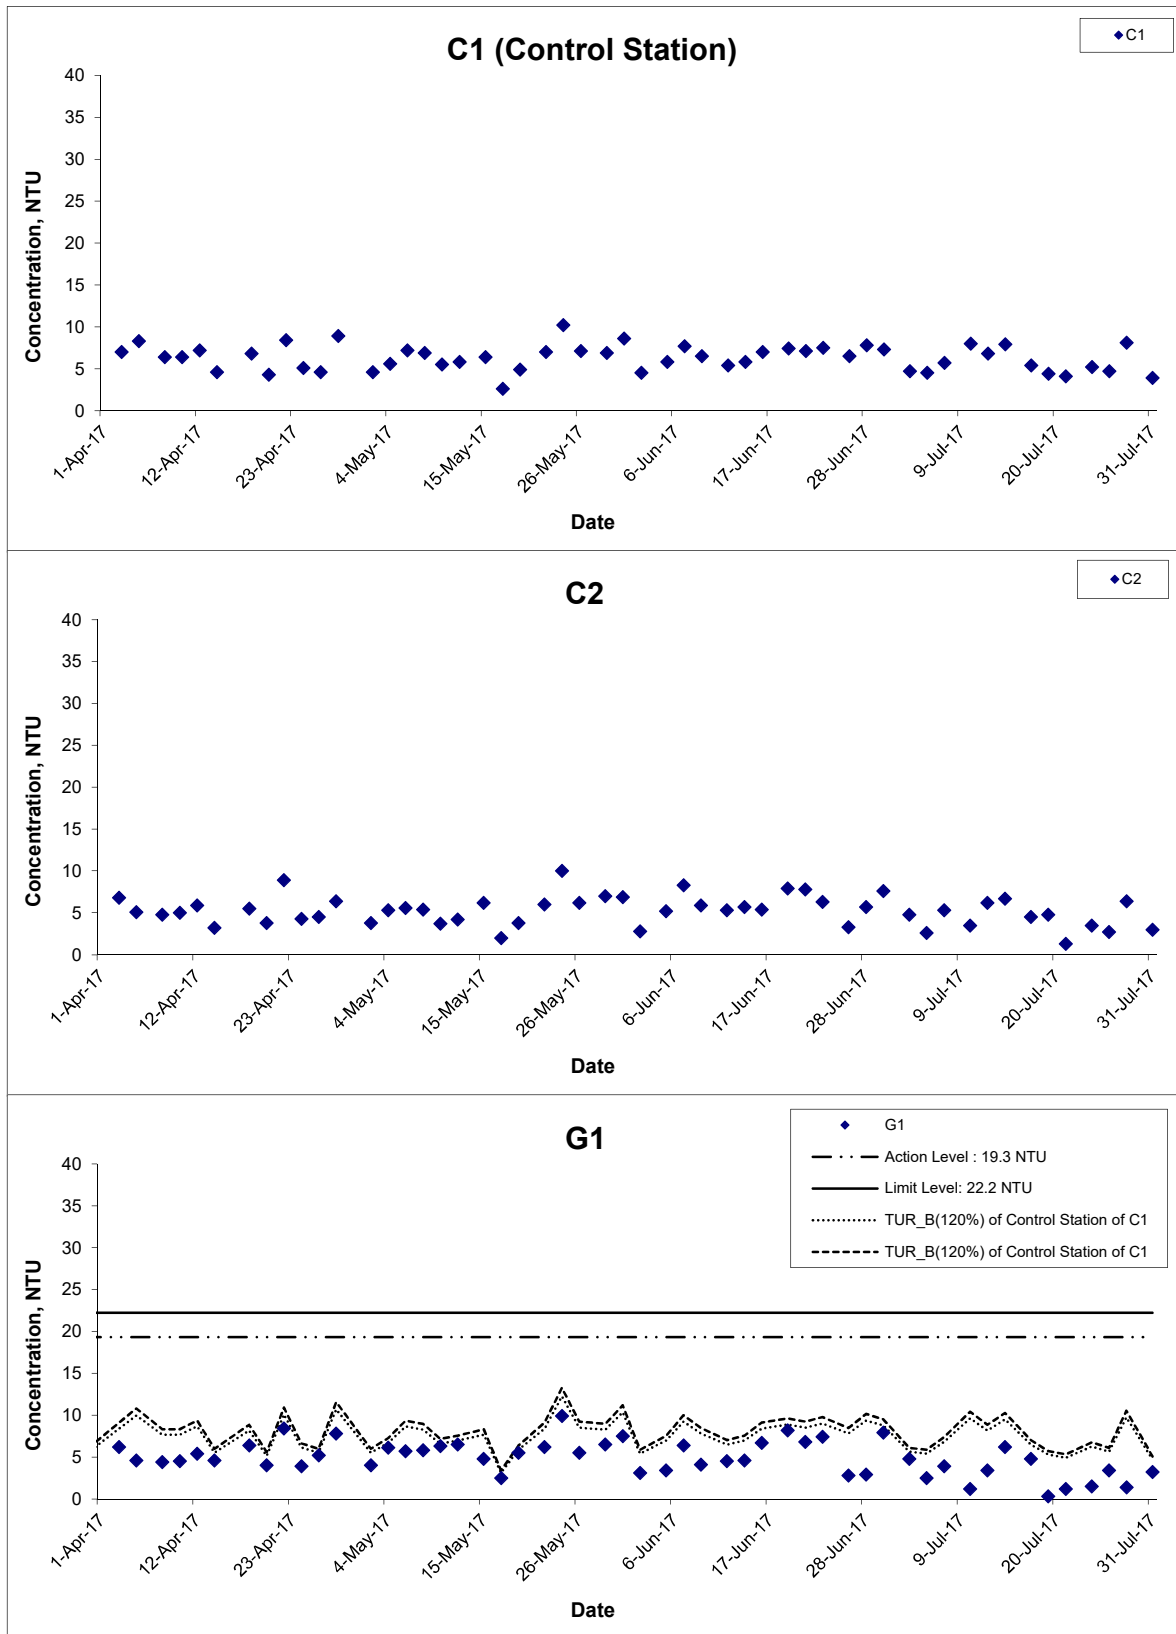 C1 (Control Station)
C1
Concentration, NTU
40
35
30
25
20
15
10
5
0
1-Apr-17
12-Apr-17
23-Apr-17
4-May-17
15-May-17
26-May-17
6-Jun-17
17-Jun-17
28-Jun-17
9-Jul-17
20-Jul-17
31-Jul-17
Date
C2
C2
Concentration, NTU
40
35
30
25
20
15
10
5
0
1-Apr-17
12-Apr-17
23-Apr-17
4-May-17
15-May-17
26-May-17
6-Jun-17
17-Jun-17
28-Jun-17
9-Jul-17
20-Jul-17
31-Jul-17
Date
G1
G1
Action Level : 19.3 NTU
Limit Level: 22.2 NTU
TUR_B(120%) of Control Station of C1
TUR_B(120%) of Control Station of C1
Concentration, NTU
40
35
30
25
20
15
10
5
0
1-Apr-17
12-Apr-17
23-Apr-17
4-May-17
15-May-17
26-May-17
6-Jun-17
17-Jun-17
28-Jun-17
9-Jul-17
20-Jul-17
31-Jul-17
Date